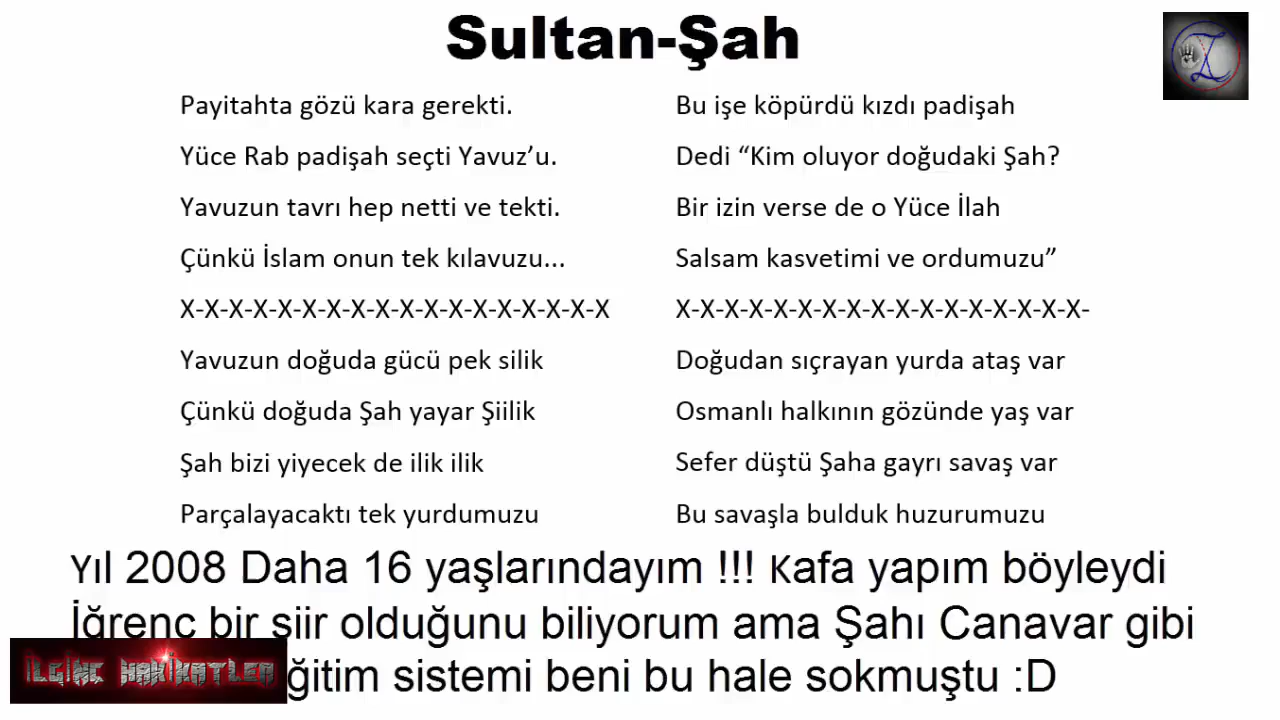 Sultan-Şah
Payitahta gözü kara gerekti.
Yüce Rab padişah seçti Yavuz’u.
Yavuzun tavrı hep netti ve tekti.
Çünkü İslam onun tek kılavuzu...
X-X-X-X-X-X-X-X-X-X-X-X-X-X-X-X-X-X
Yavuzun doğuda gücü pek silik
Çünkü doğuda Şah yayar Şiilik
Şah bizi yiyecek de ilik ilik
Parçalayacaktı tek yurdumuzu
Bu işe köpürdü kızdı padişah
Dedi “Kim oluyor doğudaki Şah?
Bir izin verse de o Yüce İlah
Salsam kasvetimi ve ordumuzu”
X-X-X-X-X-X-X-X-X-X-X-X-X-X-X-X-X-
Doğudan sıçrayan yurda ataş var
Osmanlı halkının gözünde yaş var
Sefer düştü Şaha gayrı savaş var
Bu savaşla bulduk huzurumuzu
Yıl 2008 Daha 16 yaşlarındayım !!! Kafa yapım böyleydi
İğrenç bir şiir olduğunu biliyorum ama Şahı Canavar gibi
ğitim sistemi beni bu hale sokmuştu :D
İLGİNÇ HAKİKATLER